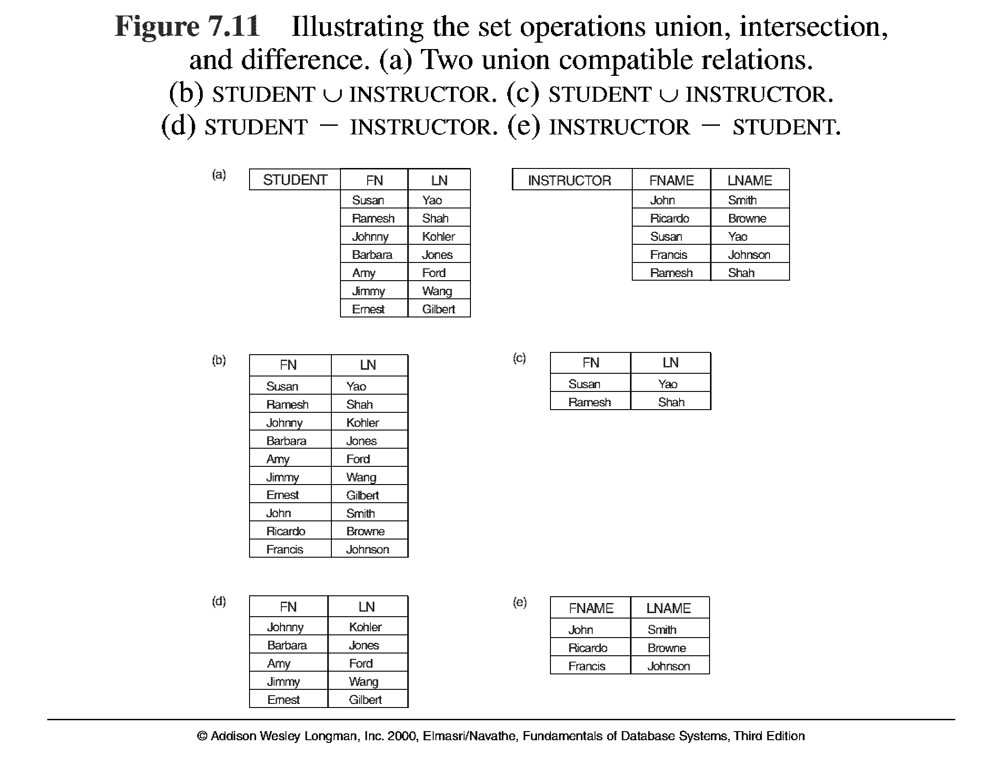 Figure 7.11 Illustrating the set operations union, intersection,
and difference. (a) Two union compatible relations.
(b) STUDENT ∪ INSTRUCTOR. (c) STUDENT ∪ INSTRUCTOR.
(d) STUDENT − INSTRUCTOR. (e) INSTRUCTOR − STUDENT.
(a)
STUDENT FN LN
Susan Yao
Ramesh Shah
Johnny Kohler
Barbara Jones
Amy Ford
Jimmy Wang
Ernest Gilbert
INSTRUCTOR FNAME LNAME
John Smith
Ricardo Browne
Susan Yao
Francis Johnson
Ramesh Shah
(b)
FN LN
Susan Yao
Ramesh Shah
Johnny Kohler
Barbara Jones
Amy Ford
Jimmy Wang
Ernest Gilbert
John Smith
Ricardo Browne
Francis Johnson
(c)
FN LN
Susan Yao
Ramesh Shah
(d)
FN LN
Johnny Kohler
Barbara Jones
Amy Ford
Jimmy Wang
Ernest Gilbert
(e)
FNAME LNAME
John Smith
Ricardo Browne
Francis Johnson
© Addison Wesley Longman, Inc. 2000, Elmasri/Navathe, Fundamentals of Database Systems, Third Edition